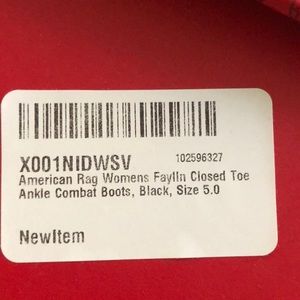 X001NIDWSV 102596327
American Rag Womens Faylin Closed Toe
Ankle Combat Boots, Black, Size 5.0
NewItem